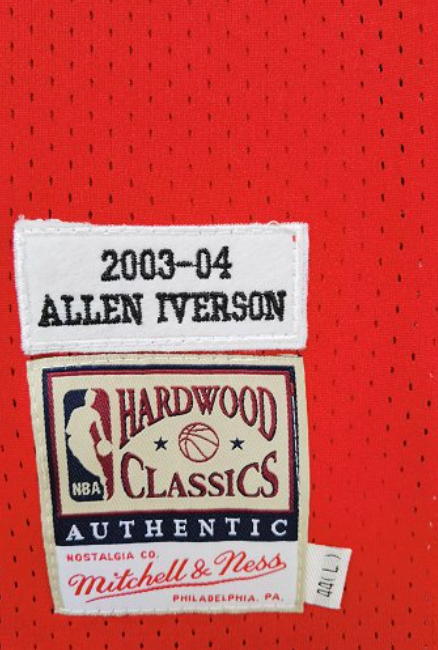 2003-04
ALLEN IVERSON
HARDWOOD
CLASSICS
NBA
AUTHENTIC
NOSTALGIA CO.
Mitchell & Ness
PHILADELPHIA, PA.
44(L)